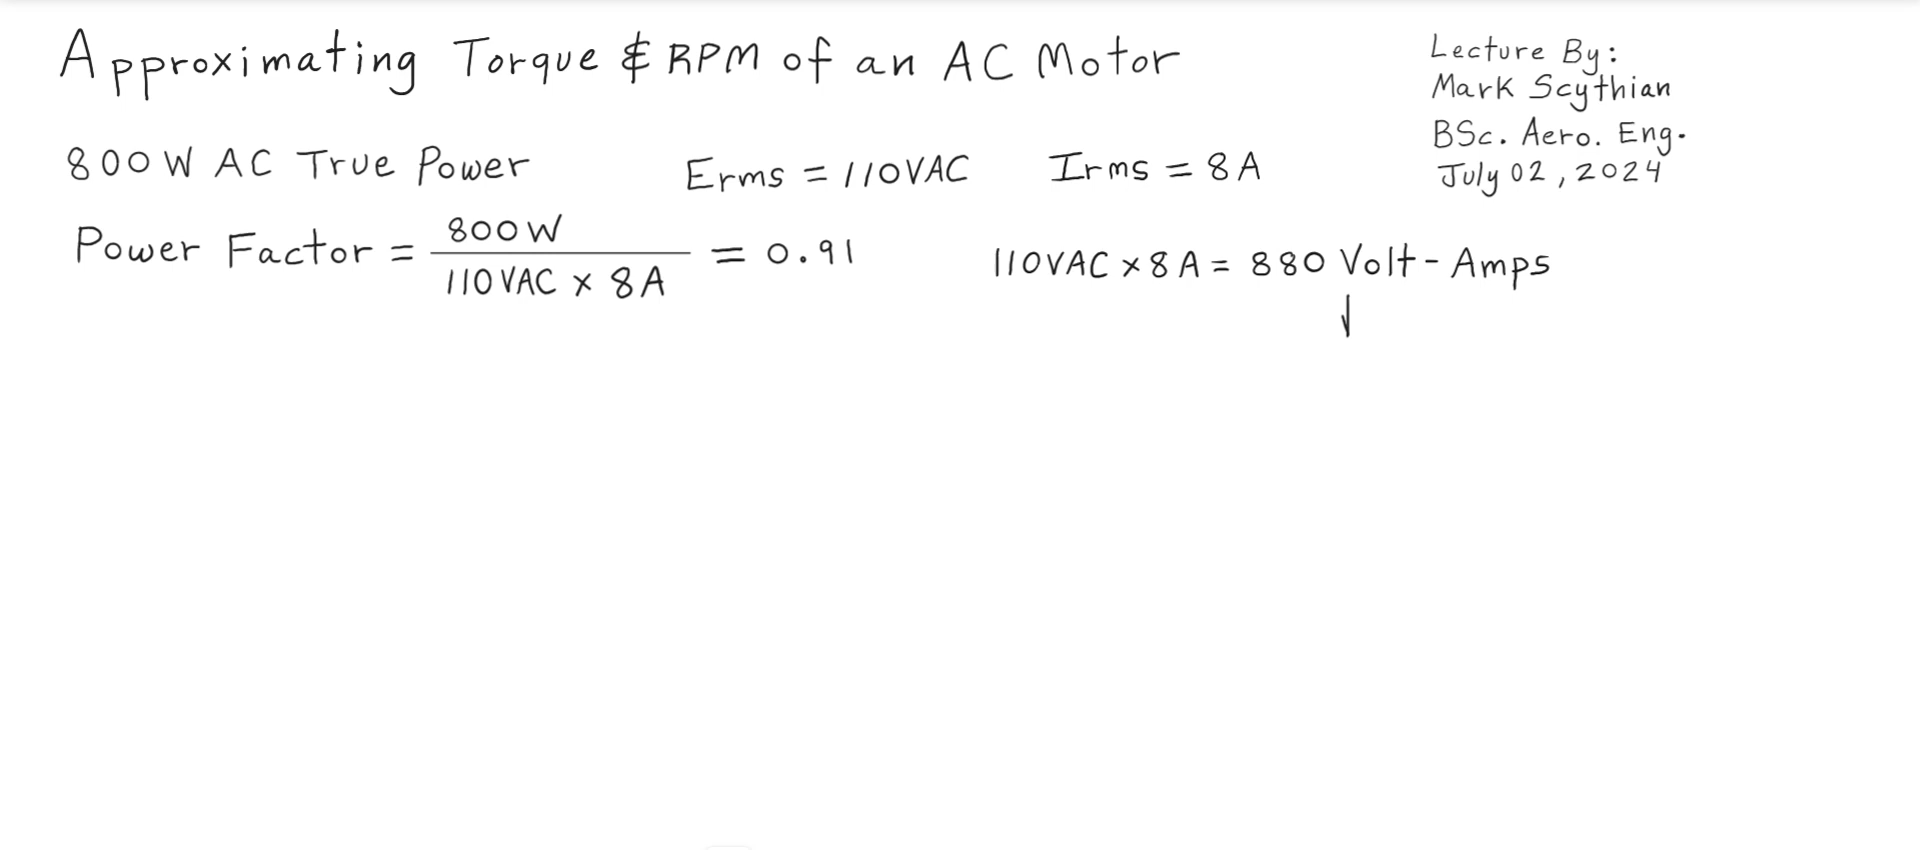 Approximating Torque & RPM of an AC Motor
Lecture By:
Mark Scythian
BSc. Aero. Eng.
July 02, 2024
800W AC True Power Erms = 110VAC Irms = 8A
Power Factor = 800W / 110VAC x 8A = 0.91
110VAC x 8A = 880 Volt-Amps
↓